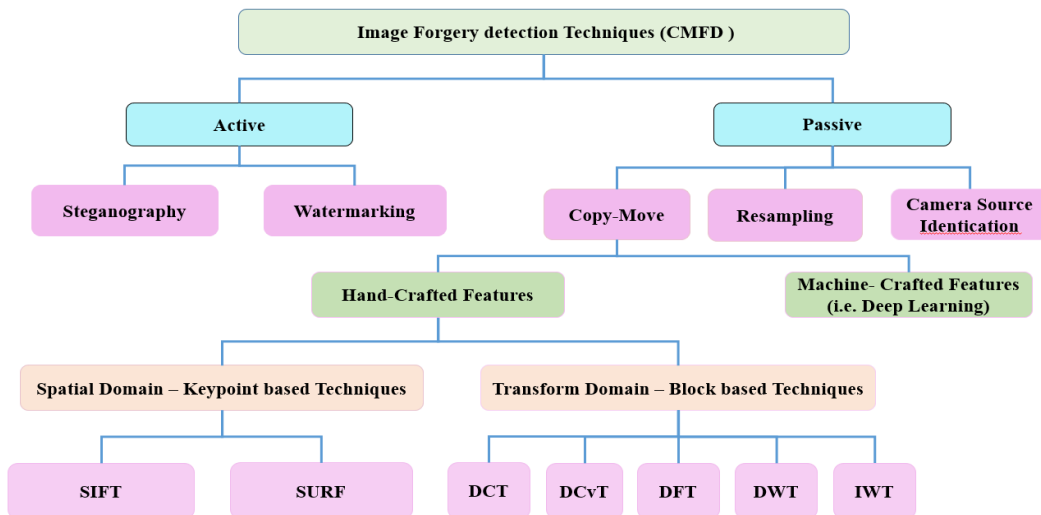 Image Forgery detection Techniques (CMFD )
Active
Passive
Steganography
Watermarking
Copy-Move
Resampling
Camera Source
Identication
Hand-Crafted Features
Machine- Crafted Features
(i.e. Deep Learning)
Spatial Domain – Keypoint based Techniques
Transform Domain – Block based Techniques
SIFT
SURF
DCT
DCvT
DFT
DWT
IWT